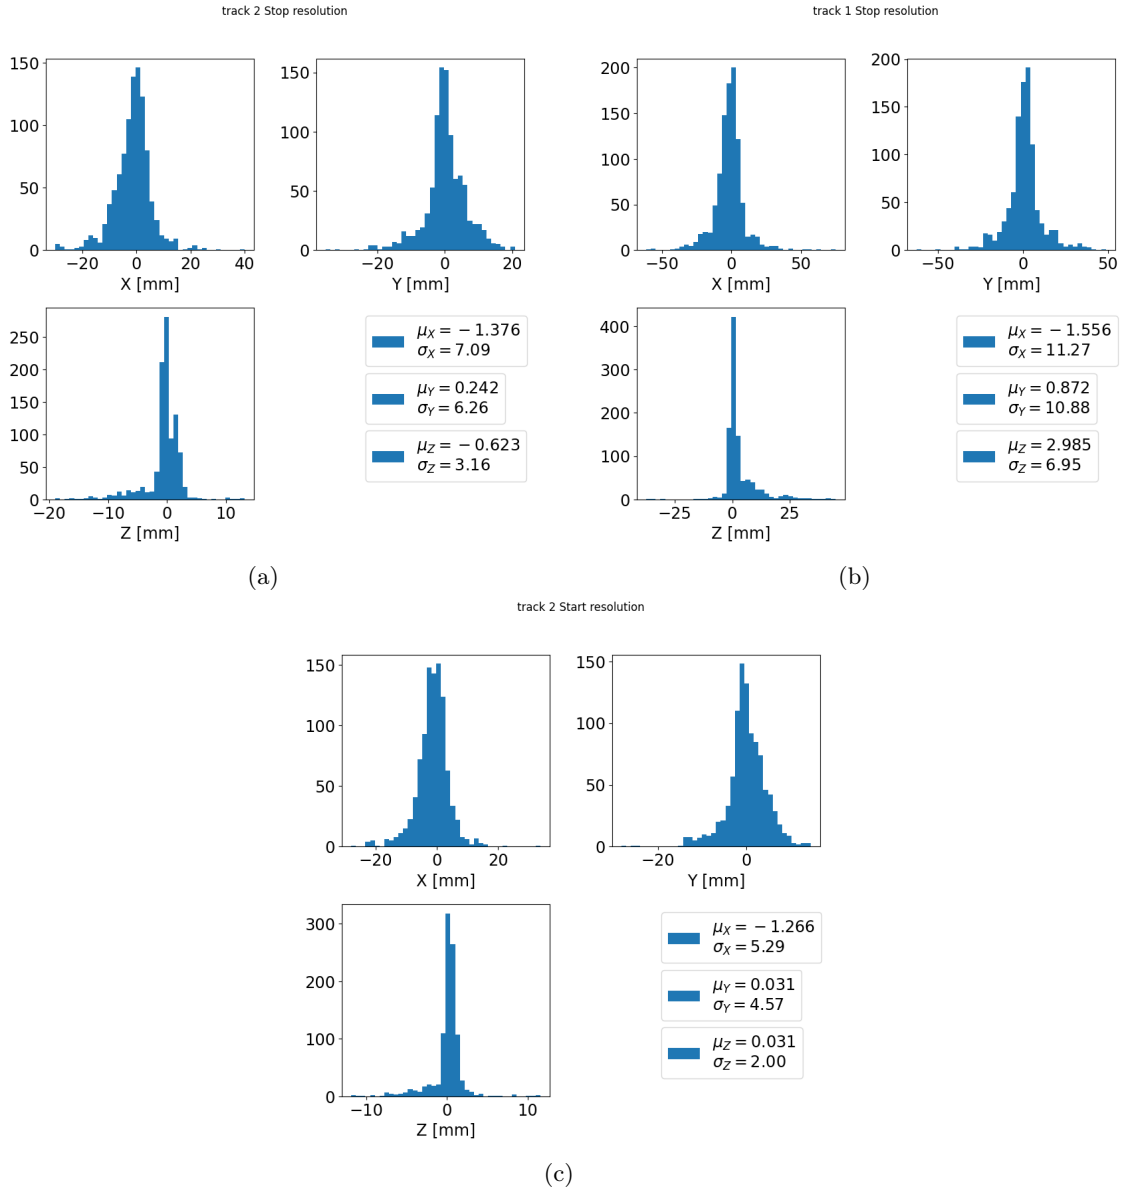 track 2 Stop resolution
track 1 Stop resolution
150
100
50
0
−20
0
20
40
X [mm]
150
100
50
0
−20
0
20
Y [mm]
200
150
100
50
0
−50
0
50
X [mm]
200
150
100
50
0
−50
0
50
Y [mm]
250
200
150
100
50
0
−20
−10
0
10
Z [mm]
μX = −1.376
σX = 7.09
μY = 0.242
σY = 6.26
μZ = −0.623
σZ = 3.16
400
300
200
100
0
−25
0
25
Z [mm]
μX = −1.556
σX = 11.27
μY = 0.872
σY = 10.88
μZ = 2.985
σZ = 6.95
(a)
(b)
track 2 Start resolution
150
100
50
0
−20
0
20
X [mm]
150
100
50
0
−20
0
Y [mm]
300
200
100
0
−10
0
10
Z [mm]
μX = −1.266
σX = 5.29
μY = 0.031
σY = 4.57
μZ = 0.031
σZ = 2.00
(c)